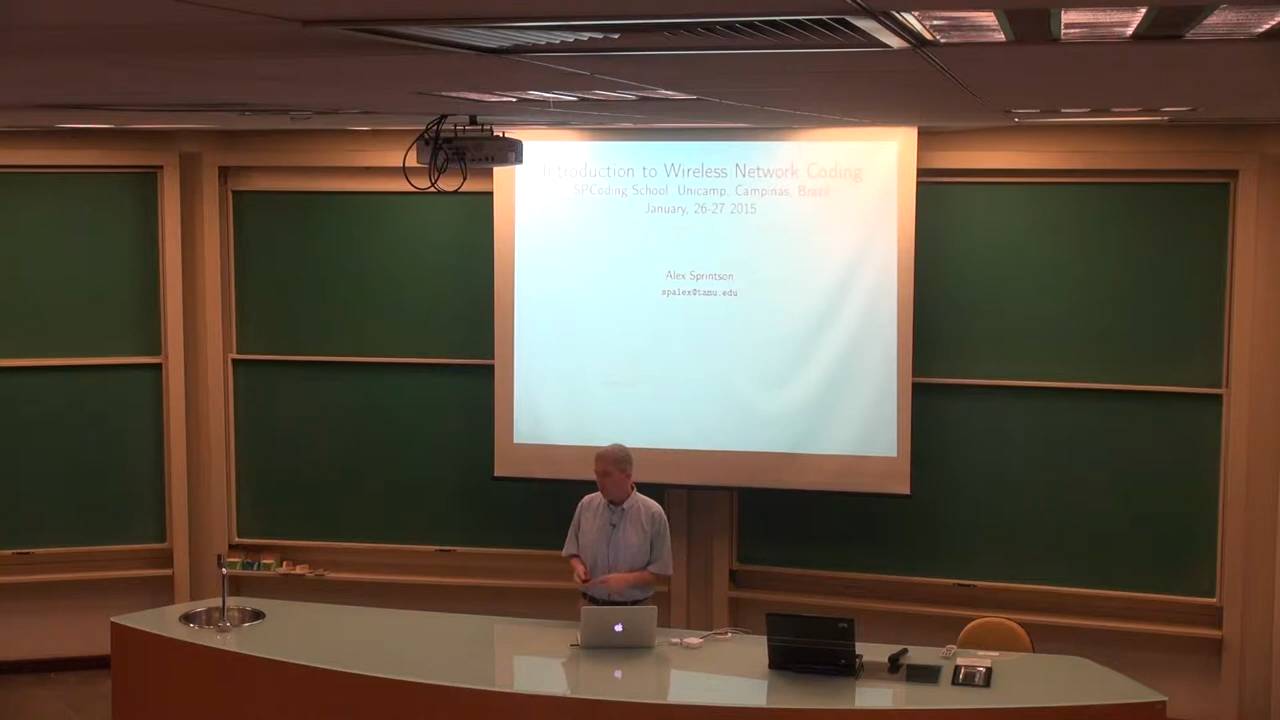 Introduction to Wireless Network Coding
SPCoding School Unicamp, Campinas, Brazil
January, 26-27 2015
Alex Sprintson
spalex@tamu.edu